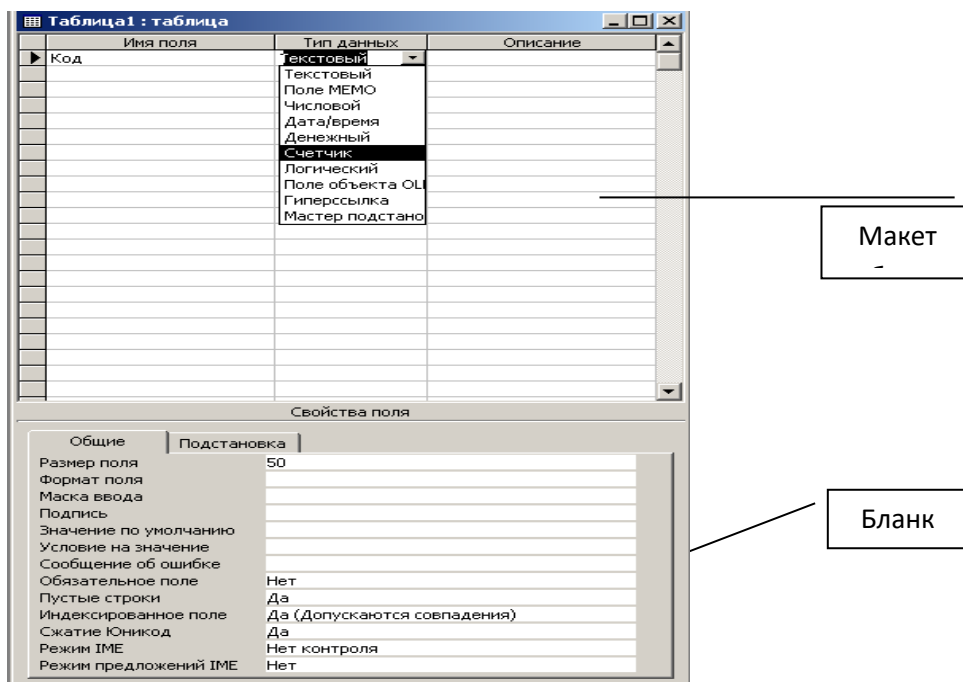 Таблица1 : таблица
Имя поля Тип данных Описание
Код Текстовый
Текстовый
Поле МЕМО
Числовой
Дата/время
Денежный
Счетчик
Логический
Поле объекта OL
Гиперссылка
Мастер подстано
Макет
Свойства поля
Общие Подстановка
Размер поля 50
Формат поля
Маска ввода
Подпись
Значение по умолчанию
Условие на значение
Сообщение об ошибке
Обязательное поле Нет
Пустые строки Да
Индексированное поле Да (Допускаются совпадения)
Сжатие Юникод Да
Режим IME Нет контроля
Режим предложений IME Нет
Бланк